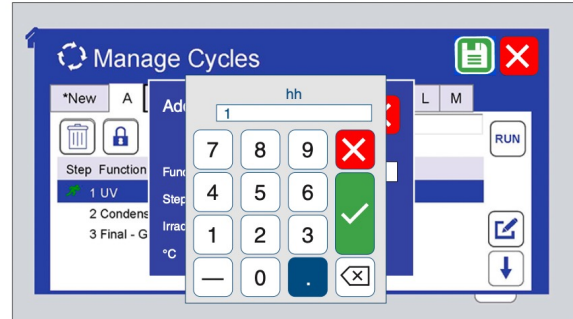 Manage Cycles
*New A L M
Add
hh
1
RUN
7 8 9
4 5 6
1 2 3
— 0 .
Step Function
1 UV
2 Condens
3 Final - G
Func
Step
Irrad
°C